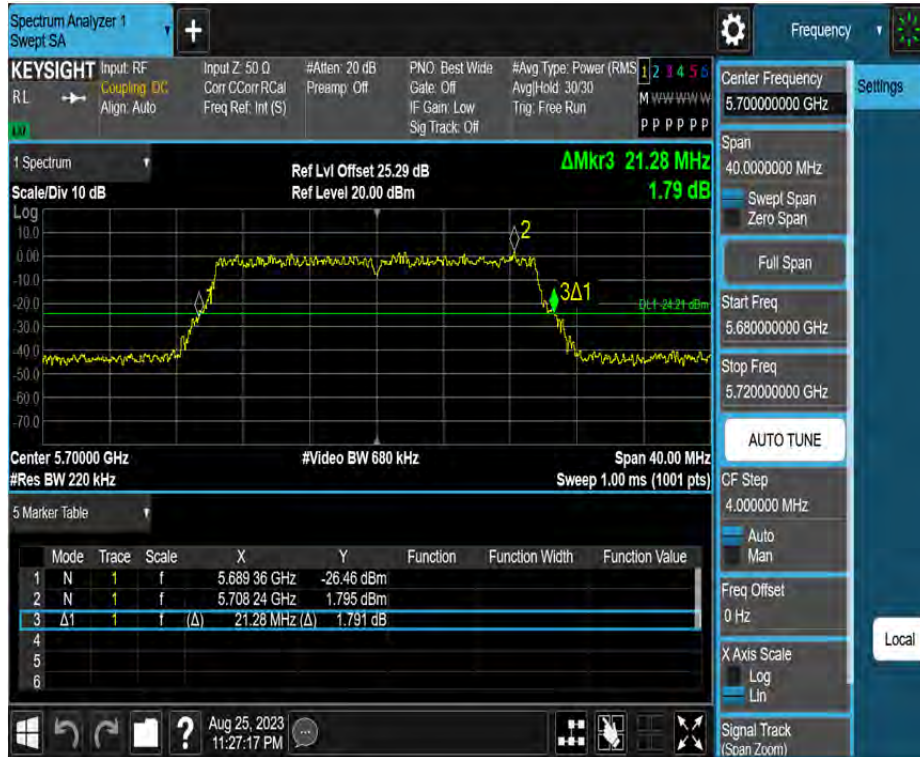 Spectrum Analyzer 1
Swept SA
+
Frequency
KEYSIGHT
RL
Input: RF
Coupling: DC
Align: Auto
Input Z: 50 Ω
Corr CCorr RCal
Freq Ref: Int (S)
#Atten: 20 dB
Preamp: Off
PNO: Best Wide
Gate: Off
IF Gain: Low
Sig Track: Off
#Avg Type: Power (RMS
Avg|Hold: 30/30
Trig: Free Run
1 2 3 4 5 6
M W W W W W
P P P P P P
1 Spectrum
Scale/Div 10 dB
Ref Lvl Offset 25.29 dB
Ref Level 20.00 dBm
ΔMkr3 21.28 MHz
1.79 dB
Log
10.0
0.00
-10.0
-20.0
-30.0
-40.0
-50.0
-60.0
-70.0
1
2
3Δ1
DL1 -24.21 dBm
Center 5.70000 GHz
#Video BW 680 kHz
Span 40.00 MHz
#Res BW 220 kHz
Sweep 1.00 ms (1001 pts)
5 Marker Table
Mode Trace Scale X Y Function Function Width Function Value
1 N 1 f 5.689 36 GHz -26.46 dBm
2 N 1 f 5.708 24 GHz 1.795 dBm
3 Δ1 1 f (Δ) 21.28 MHz (Δ) 1.791 dB
4
5
6
?
Aug 25, 2023
11:27:17 PM
Center Frequency
5.700000000 GHz
Settings
Span
40.0000000 MHz
Swept Span
Zero Span
Full Span
Start Freq
5.680000000 GHz
Stop Freq
5.720000000 GHz
AUTO TUNE
CF Step
4.000000 MHz
Auto
Man
Freq Offset
0 Hz
Local
X Axis Scale
Log
Lin
Signal Track
(Span Zoom)